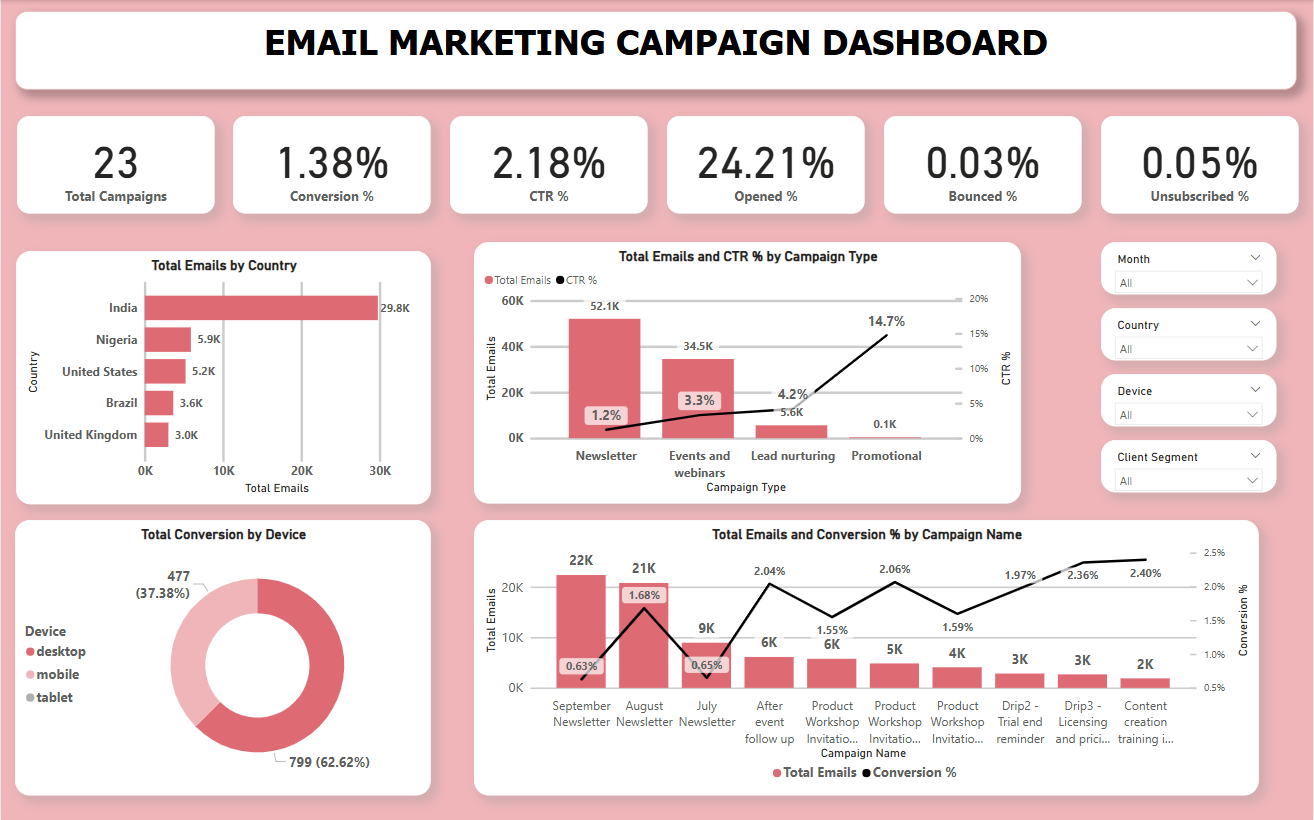 EMAIL MARKETING CAMPAIGN DASHBOARD
23
Total Campaigns
1.38%
Conversion %
2.18%
CTR %
24.21%
Opened %
0.03%
Bounced %
0.05%
Unsubscribed %
Total Emails by Country
Country
India
29.8K
Nigeria
5.9K
United States
5.2K
Brazil
3.6K
United Kingdom
3.0K
0K 10K 20K 30K
Total Emails
Total Emails and CTR % by Campaign Type
Total Emails CTR %
Total Emails
60K
40K
20K
0K
52.1K
34.5K
5.6K
0.1K
1.2%
3.3%
4.2%
14.7%
20%
15%
10%
5%
0%
CTR %
Newsletter
Events and
webinars
Lead nurturing
Promotional
Campaign Type
Month
All
Country
All
Device
All
Client Segment
All
Total Conversion by Device
477
(37.38%)
Device
desktop
mobile
tablet
799 (62.62%)
Total Emails and Conversion % by Campaign Name
Total Emails
20K
10K
0K
22K
21K
9K
6K
6K
5K
4K
3K
3K
2K
0.63%
1.68%
0.65%
2.04%
1.55%
2.06%
1.59%
1.97%
2.36%
2.40%
2.5%
2.0%
1.5%
1.0%
0.5%
Conversion %
September
Newsletter
August
Newsletter
July
Newsletter
After
event
follow up
Product
Workshop
Invitatio...
Product
Workshop
Invitatio...
Product
Workshop
Invitatio...
Drip2 -
Trial end
reminder
Drip3 -
Licensing
and prici...
Content
creation
training i...
Campaign Name
Total Emails Conversion %